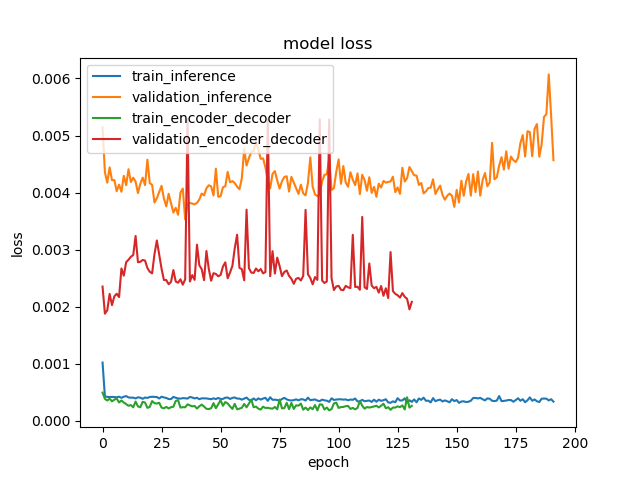 model loss
train_inference
validation_inference
train_encoder_decoder
validation_encoder_decoder
0.006
0.005
0.004
0.003
0.002
0.001
0.000
loss
0 25 50 75 100 125 150 175 200
epoch